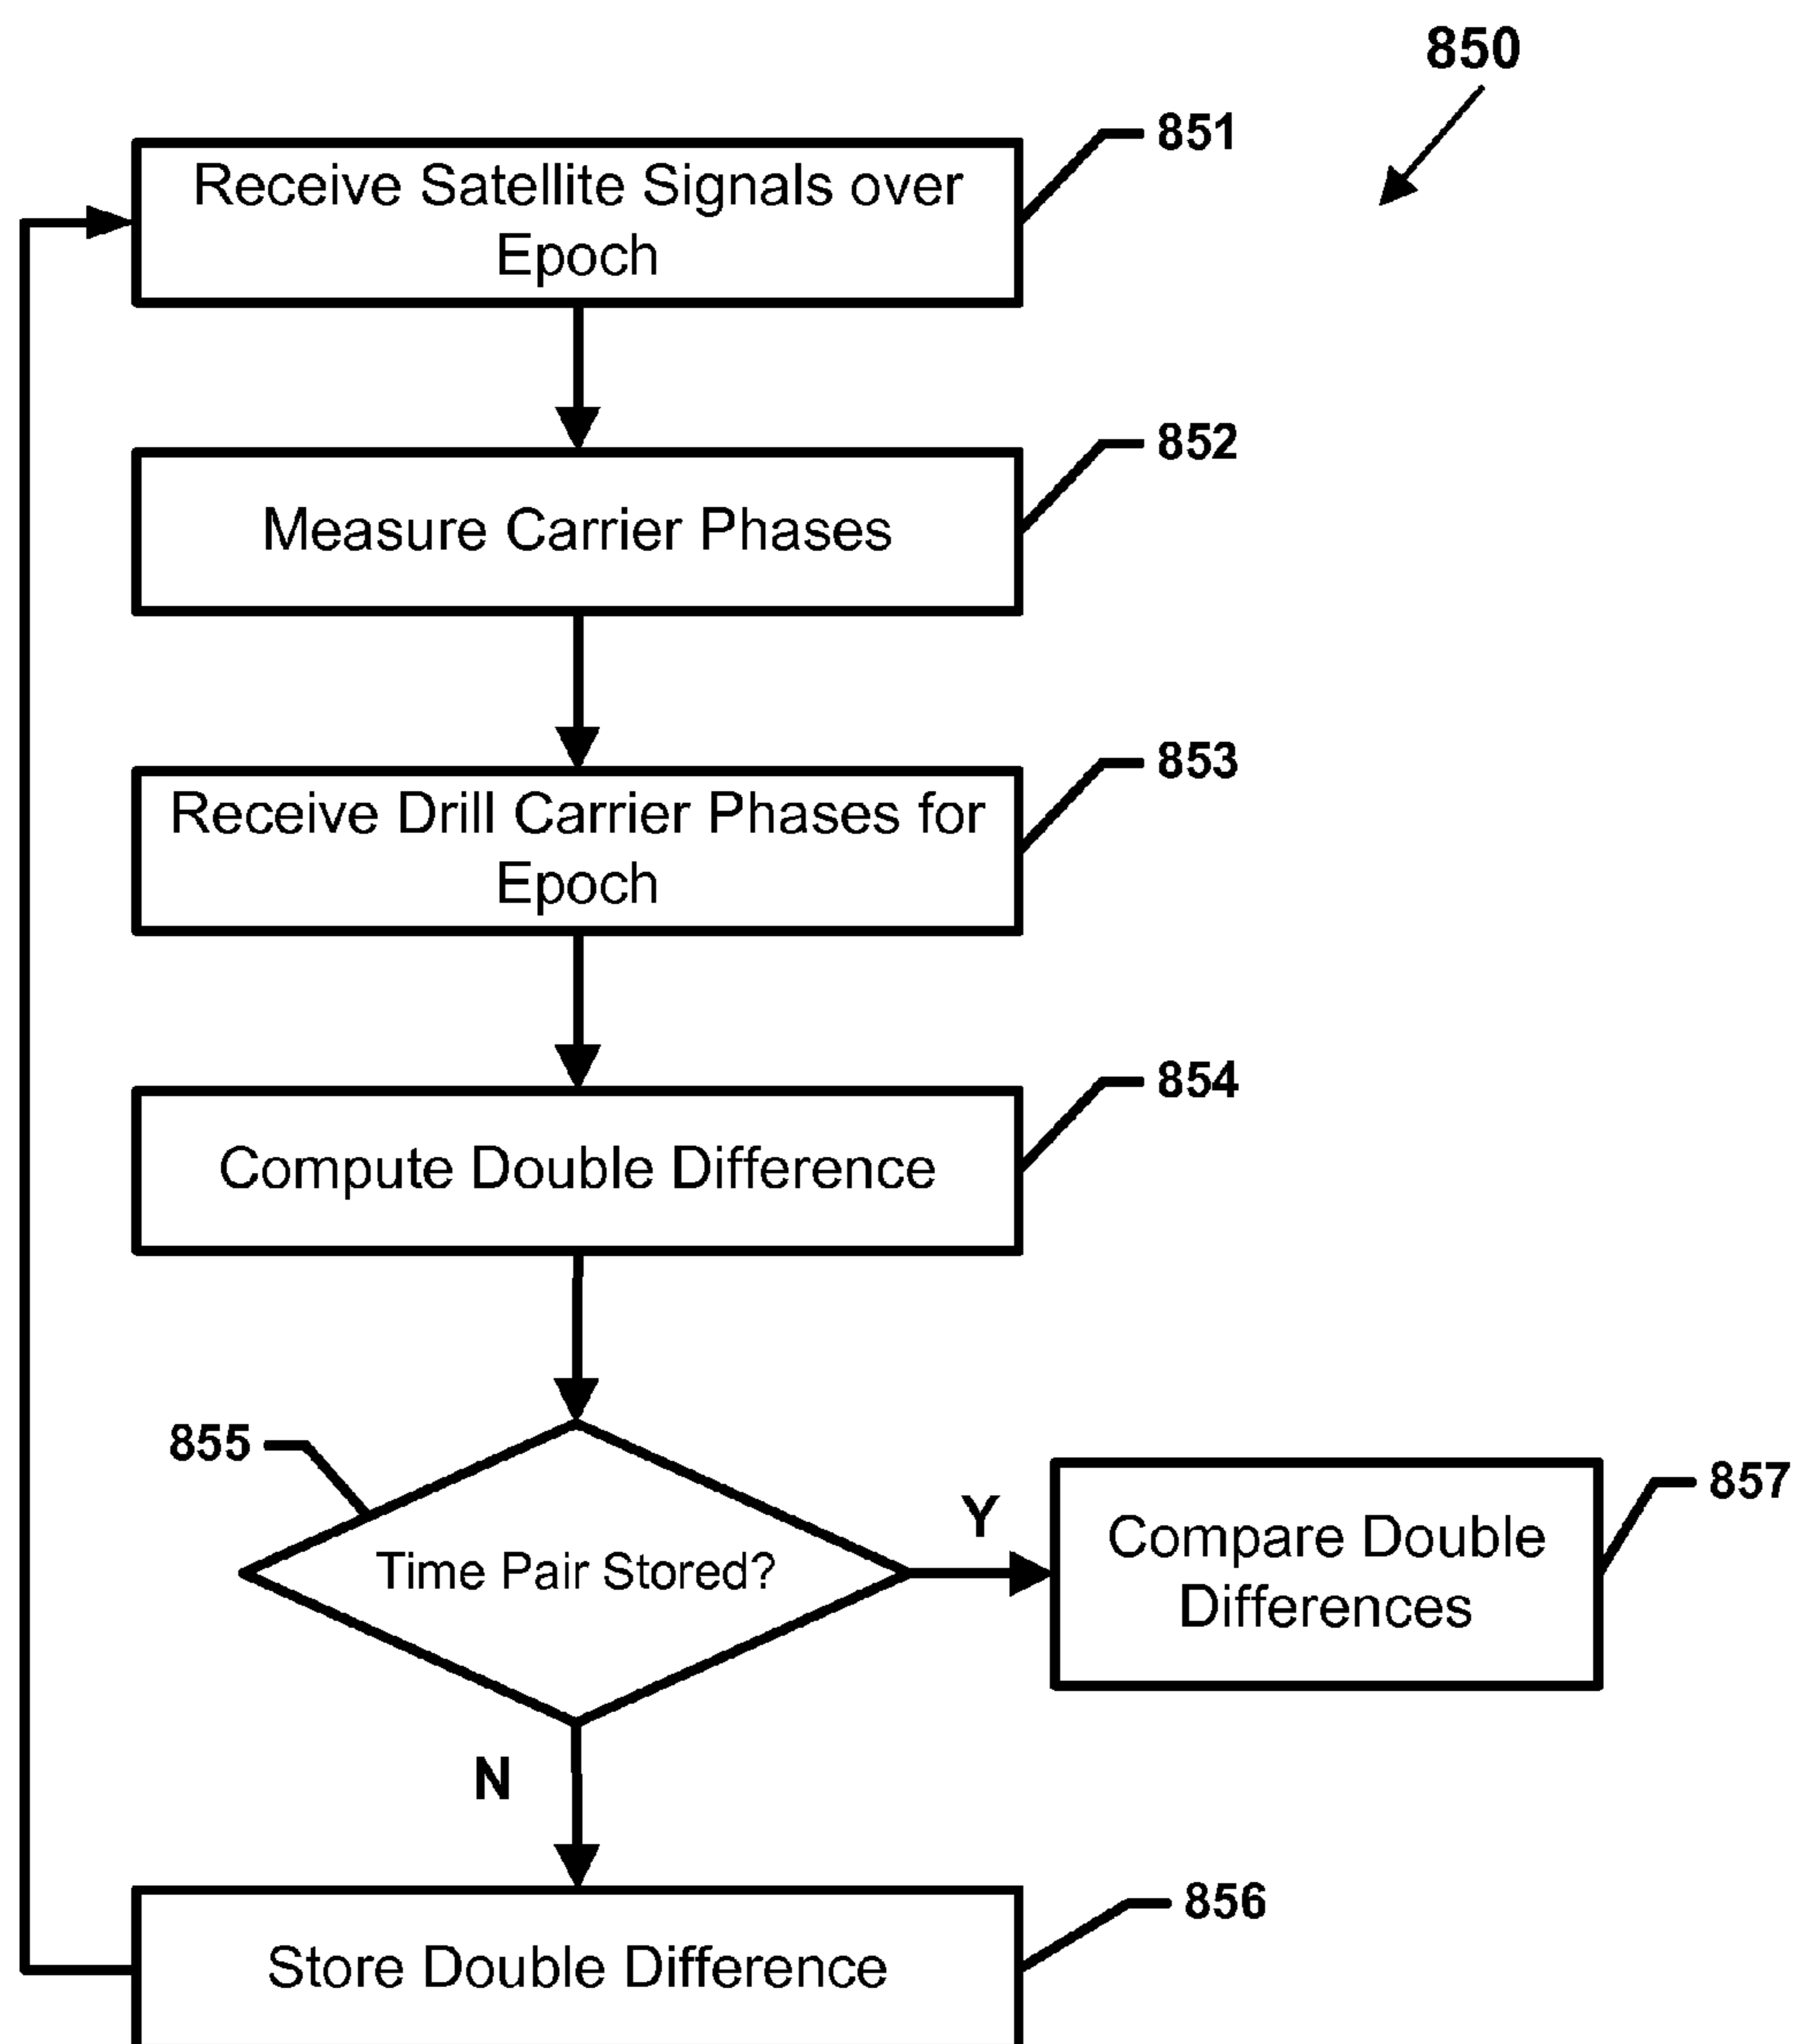 850
851
Receive Satellite Signals over
Epoch
852
Measure Carrier Phases
853
Receive Drill Carrier Phases for
Epoch
854
Compute Double Difference
855
Time Pair Stored?
Y
857
Compare Double
Differences
N
856
Store Double Difference